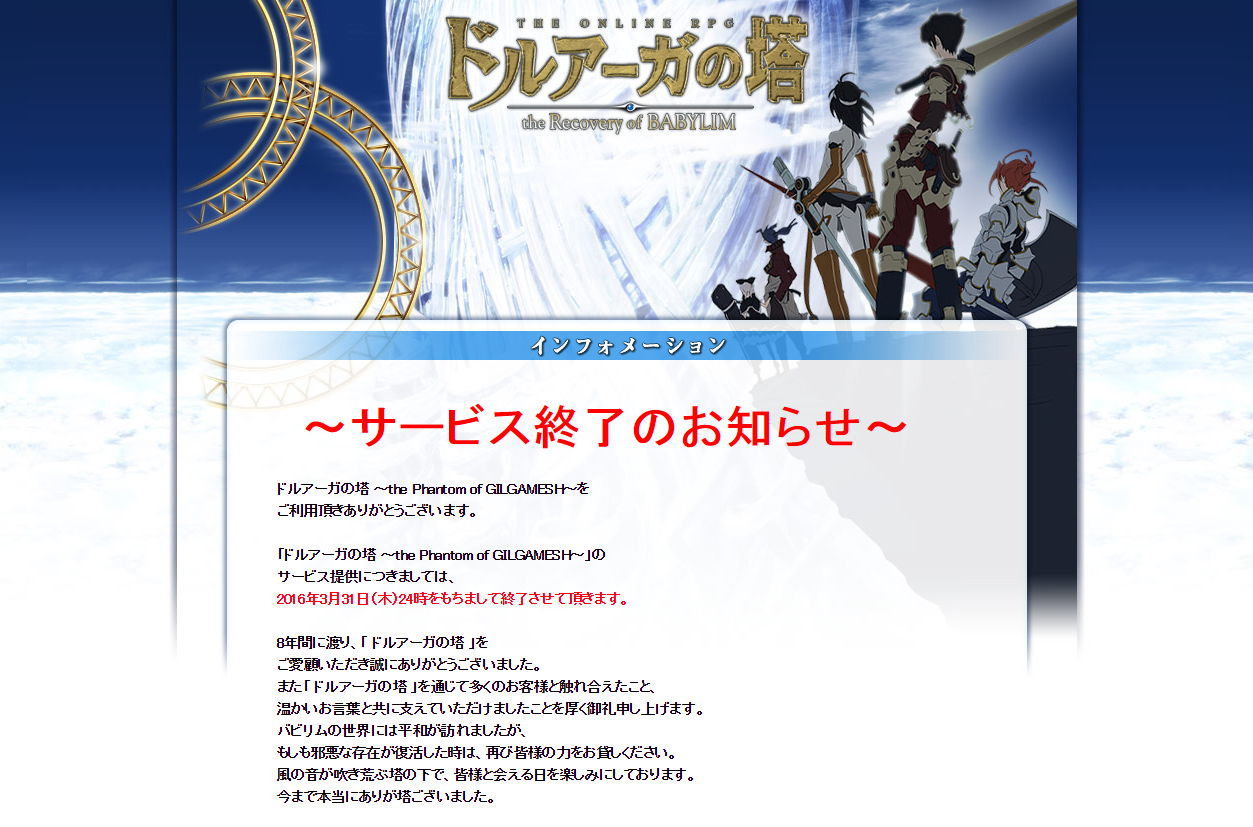 THE ONLINE RPG
ドルアーガの塔
the Recovery of BABYLIM
インフォメーション
～サービス終了のお知らせ～
ドルアーガの塔 ～the Phantom of GILGAMESH～を
ご利用頂きありがとうございます。
「ドルアーガの塔 ～the Phantom of GILGAMESH～」の
サービス提供につきましては、
2016年3月31日（木）24時をもちまして終了させて頂きます。
8年間に渡り、「ドルアーガの塔」を
ご愛顧いただき誠にありがとうございました。
また「ドルアーガの塔」を通じて多くのお客様と触れ合えたこと、
温かいお言葉と共に支えていただけましたことを厚く御礼申し上げます。
バビリムの世界には平和が訪れましたが、
もしも邪悪な存在が復活した時は、再び皆様の力をお貸しください。
風の音が吹き荒ぶ塔の下で、皆様と会える日を楽しみにしております。
今まで本当にありが塔ございました。